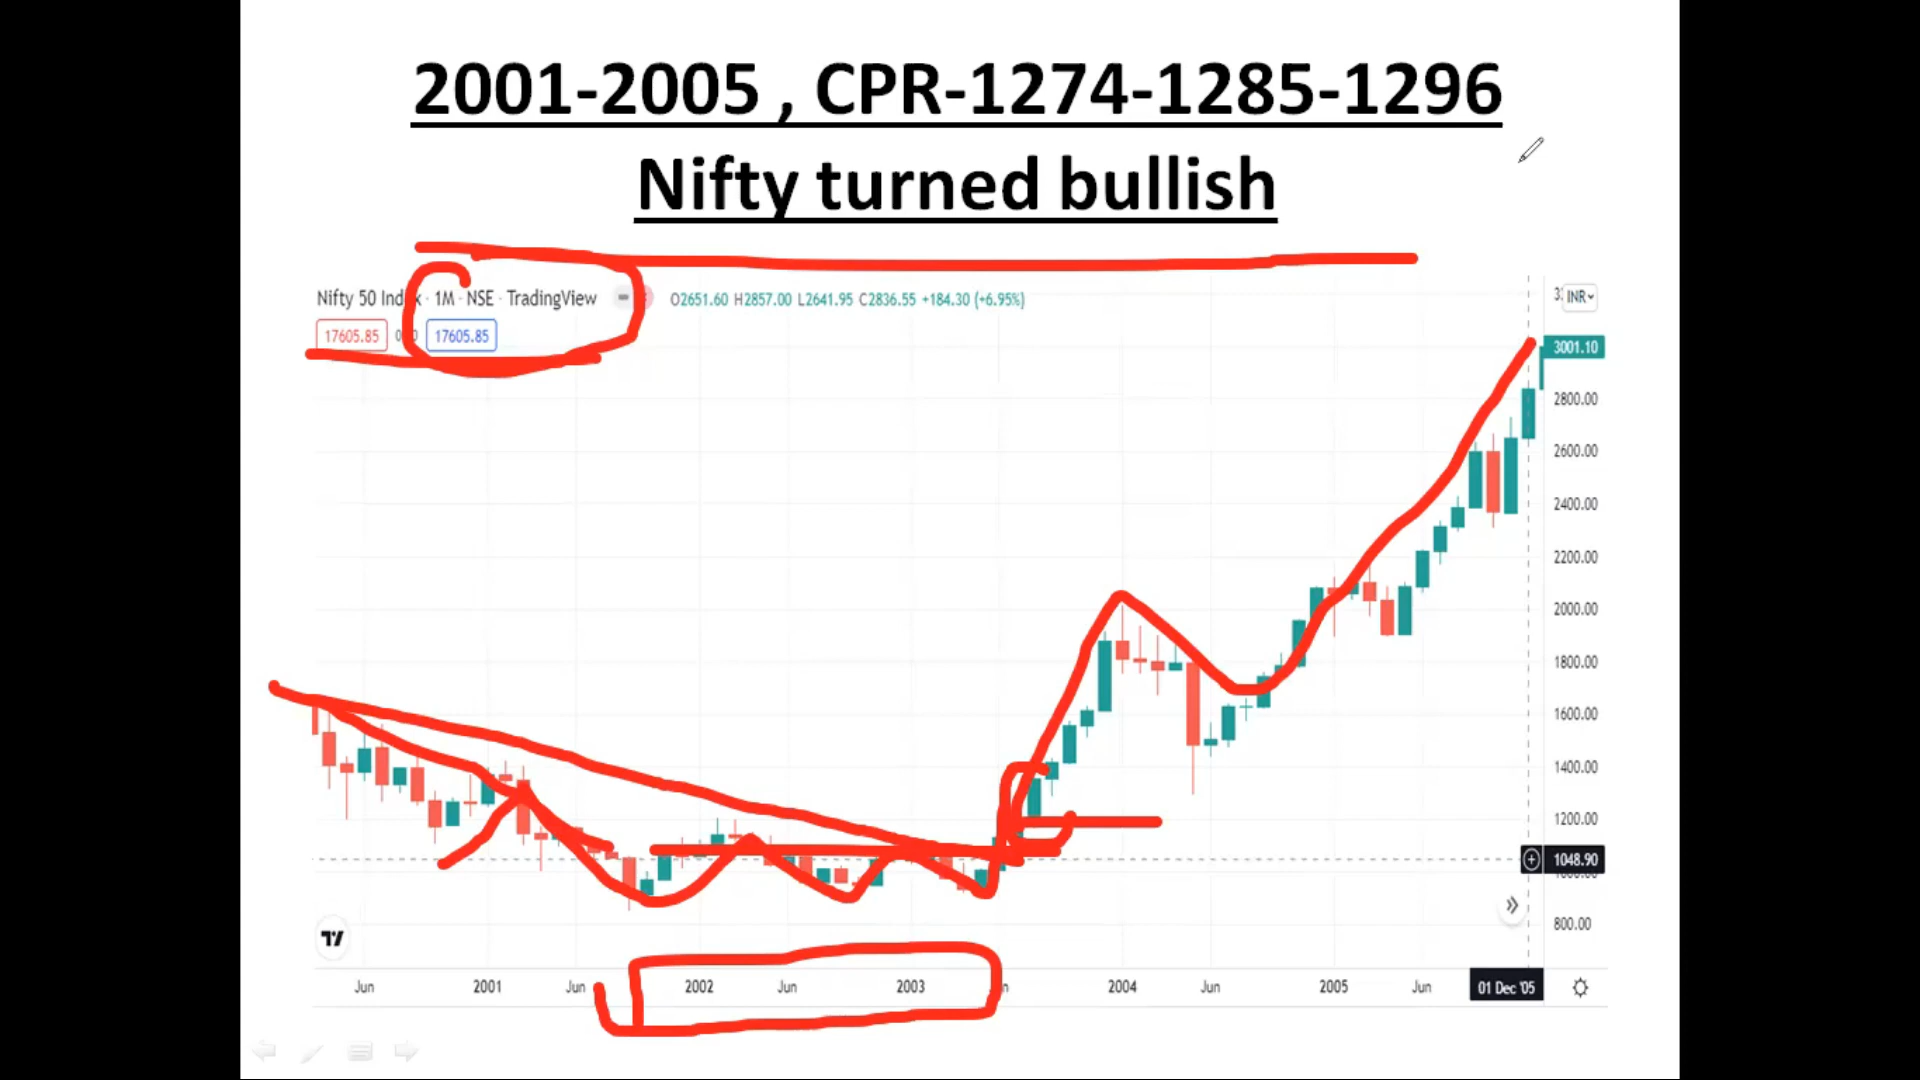 2001-2005 , CPR-1274-1285-1296
Nifty turned bullish
Nifty 50 Index · 1M · NSE · TradingView O2651.60 H2857.00 L2641.95 C2836.55 +184.30 (+6.95%)
INR
17605.85 17605.85
3001.10
2800.00
2600.00
2400.00
2200.00
2000.00
1800.00
1600.00
1400.00
1200.00
1048.90
800.00
Jun 2001 Jun 2002 Jun 2003 2004 Jun 2005 Jun 01 Dec '05